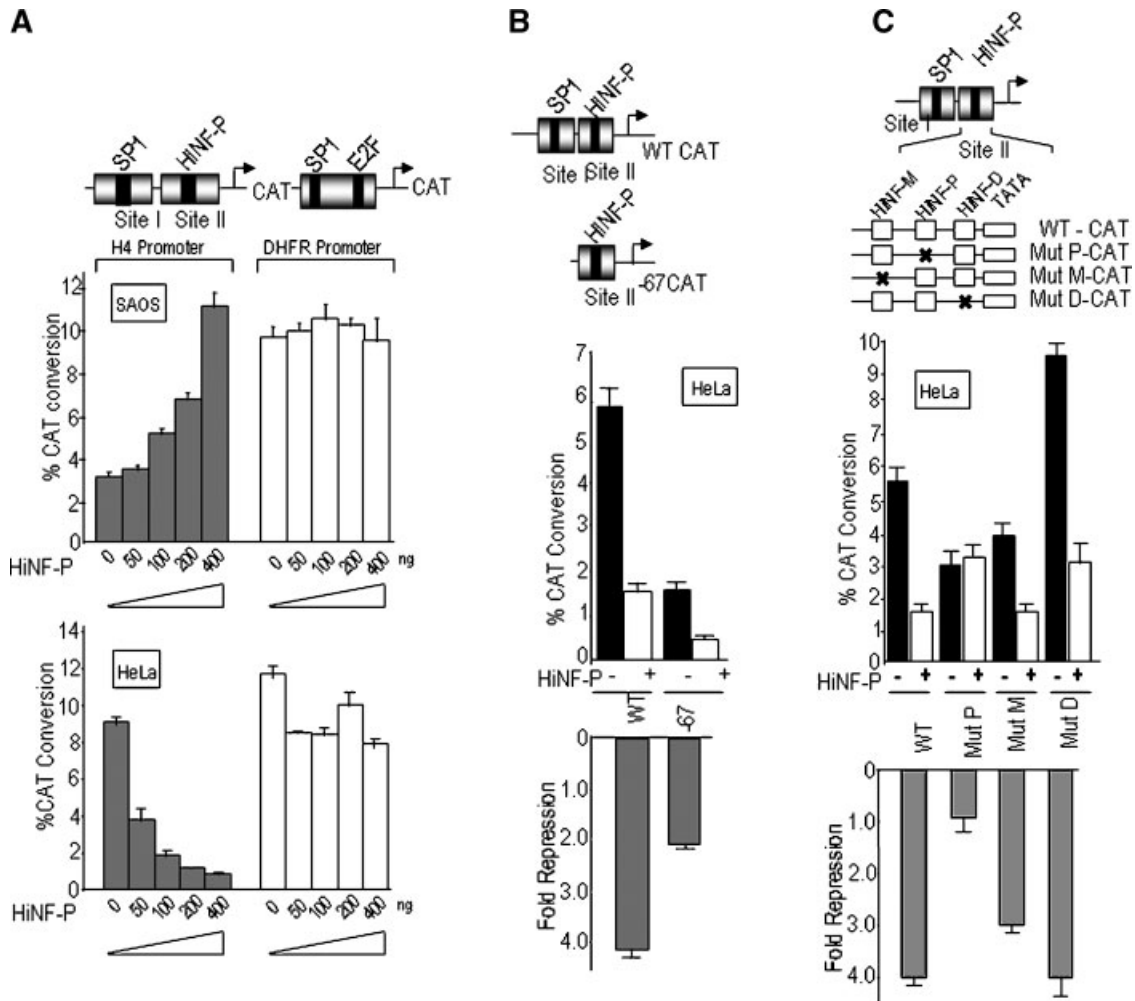 A
SP1
HINF-P
Site I
Site II
CAT
SP1
E2F
CAT
H4 Promoter
DHFR Promoter
SAOS
% CAT conversion
12
10
8
6
4
2
0
HiNF-P
0
50
100
200
400
0
50
100
200
400
ng
HeLa
%CAT Conversion
14
12
10
8
6
4
2
0
HiNF-P
0
50
100
200
400
0
50
100
200
400
ng
B
SP1
HINF-P
Site I
Site II
WT CAT
HINF-P
Site II
-67CAT
HeLa
% CAT Conversion
7
6
5
4
3
2
1
0
HiNF-P
-
+
-
+
WT
-67
Fold Repression
0
1.0
2.0
3.0
4.0
C
SP1
HINF-P
Site I
Site II
HiNF-M
HiNF-P
HiNF-D
TATA
WT - CAT
Mut P-CAT
Mut M-CAT
Mut D-CAT
HeLa
% CAT Conversion
10
9
8
6
5
4
3
2
1
0
HiNF-P
-
+
-
+
-
+
-
+
WT
Mut P
Mut M
Mut D
Fold Repression
0
1.0
2.0
3.0
4.0